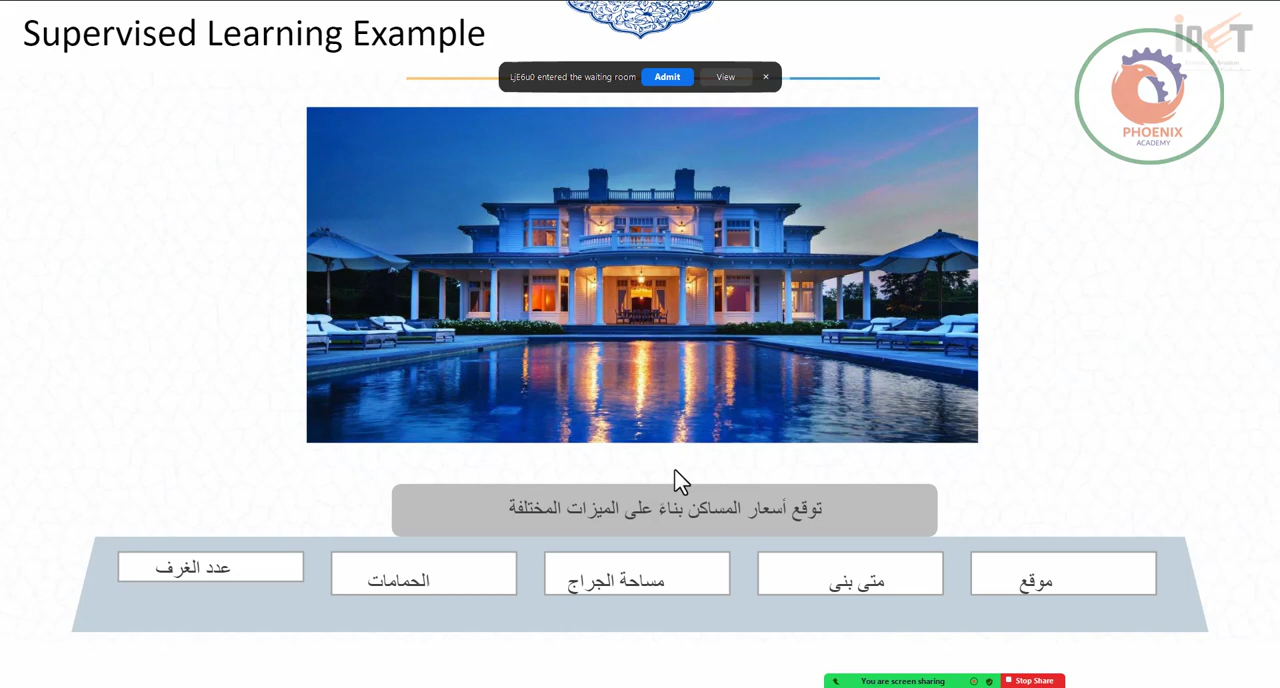 Supervised Learning Example
LjE6u0 entered the waiting room Admit View ×
PHOENIX
ACADEMY
توقع أسعار المساكن بناءً على الميزات المختلفة
عدد الغرف
الحمامات
مساحة الجراج
متى بنى
موقع
You are screen sharing Stop Share